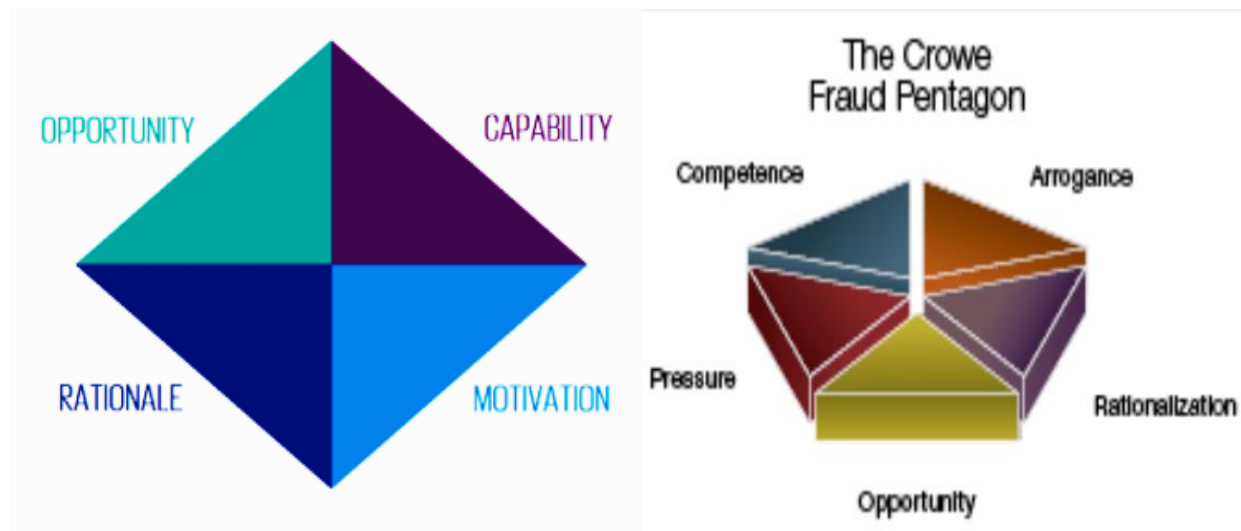 OPPORTUNITY
CAPABILITY
RATIONALE
MOTIVATION
The Crowe
Fraud Pentagon
Competence
Arrogance
Pressure
Rationalization
Opportunity